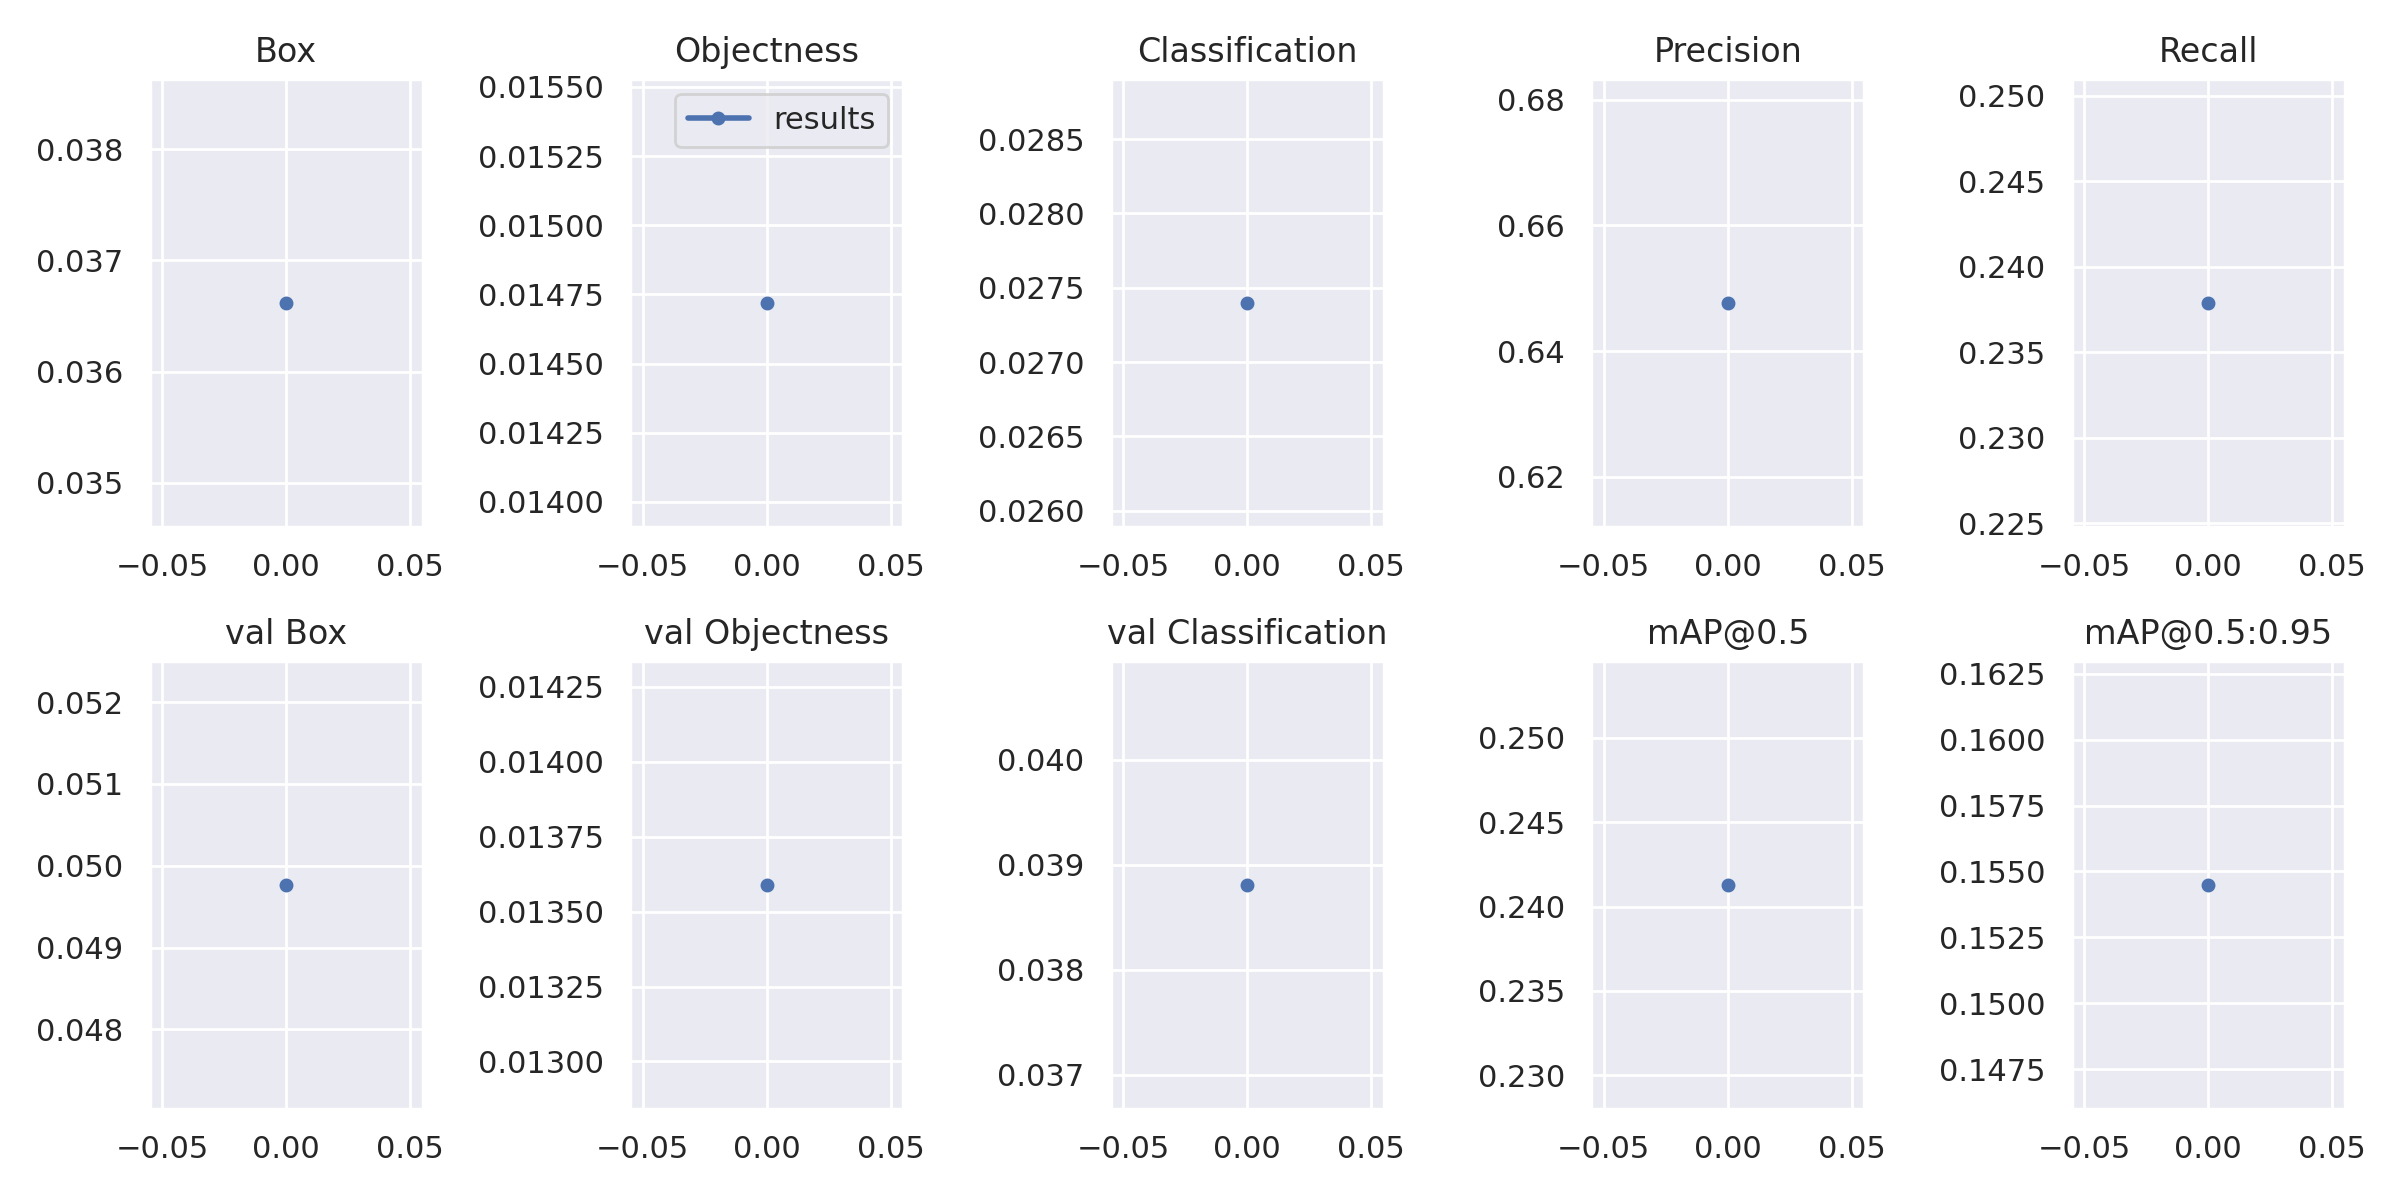 Box
0.038
0.037
0.036
0.035
−0.05 0.00 0.05
Objectness
results
0.01550
0.01525
0.01500
0.01475
0.01450
0.01425
0.01400
−0.05 0.00 0.05
Classification
0.0285
0.0280
0.0275
0.0270
0.0265
0.0260
−0.05 0.00 0.05
Precision
0.68
0.66
0.64
0.62
−0.05 0.00 0.05
Recall
0.250
0.245
0.240
0.235
0.230
0.225
−0.05 0.00 0.05
val Box
0.052
0.051
0.050
0.049
0.048
−0.05 0.00 0.05
val Objectness
0.01425
0.01400
0.01375
0.01350
0.01325
0.01300
−0.05 0.00 0.05
val Classification
0.040
0.039
0.038
0.037
−0.05 0.00 0.05
mAP@0.5
0.250
0.245
0.240
0.235
0.230
−0.05 0.00 0.05
mAP@0.5:0.95
0.1625
0.1600
0.1575
0.1550
0.1525
0.1500
0.1475
−0.05 0.00 0.05